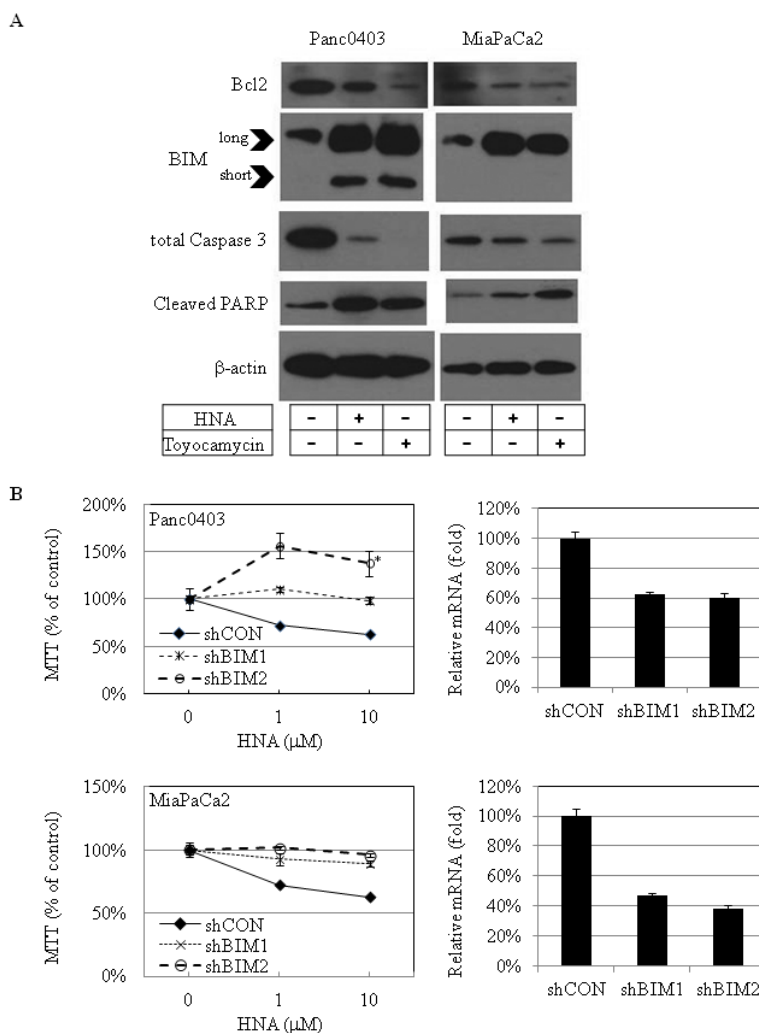 A
Panc0403 MiaPaCa2
Bcl2
long
BIM
short
total Caspase 3
Cleaved PARP
β-actin
HNA - + - - + -
Toyocamycin - - + - - +
B
200%
150%
100%
50%
0%
MTT (% of control)
Panc0403
*
shCON
shBIM1
shBIM2
0 1 10
HNA (μM)
120%
100%
80%
60%
40%
20%
0%
Relative mRNA (fold)
shCON shBIM1 shBIM2
150%
100%
50%
0%
MTT (% of control)
MiaPaCa2
shCON
shBIM1
shBIM2
0 1 10
HNA (μM)
120%
100%
80%
60%
40%
20%
0%
Relative mRNA (fold)
shCON shBIM1 shBIM2